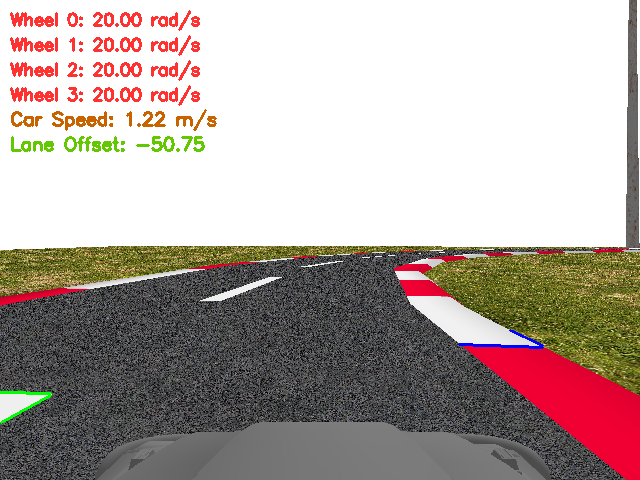 Wheel 0: 20.00 rad/s
Wheel 1: 20.00 rad/s
Wheel 2: 20.00 rad/s
Wheel 3: 20.00 rad/s
Car Speed: 1.22 m/s
Lane Offset: -50.75